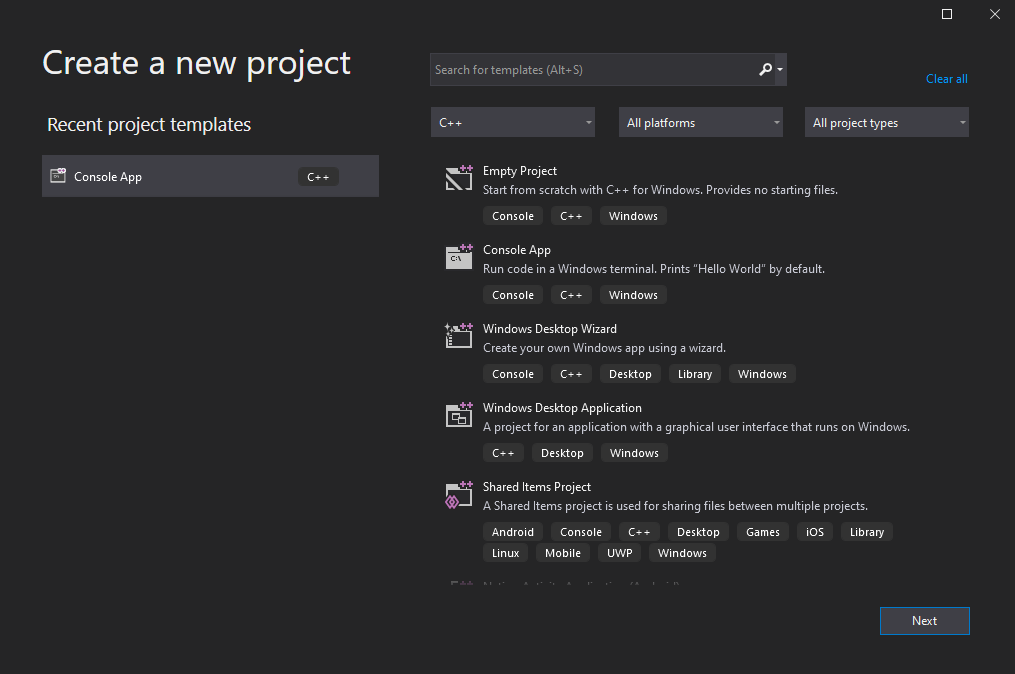 Create a new project
Search for templates (Alt+S)
Clear all
Recent project templates
C++
All platforms
All project types
Console App
C++
Empty Project
Start from scratch with C++ for Windows. Provides no starting files.
Console C++ Windows
Console App
C:\
Run code in a Windows terminal. Prints "Hello World" by default.
Console C++ Windows
Windows Desktop Wizard
Create your own Windows app using a wizard.
Console C++ Desktop Library Windows
Windows Desktop Application
A project for an application with a graphical user interface that runs on Windows.
C++ Desktop Windows
Shared Items Project
A Shared Items project is used for sharing files between multiple projects.
Android Console C++ Desktop Games iOS Library
Linux Mobile UWP Windows
Native Activity Application (Android)
Next